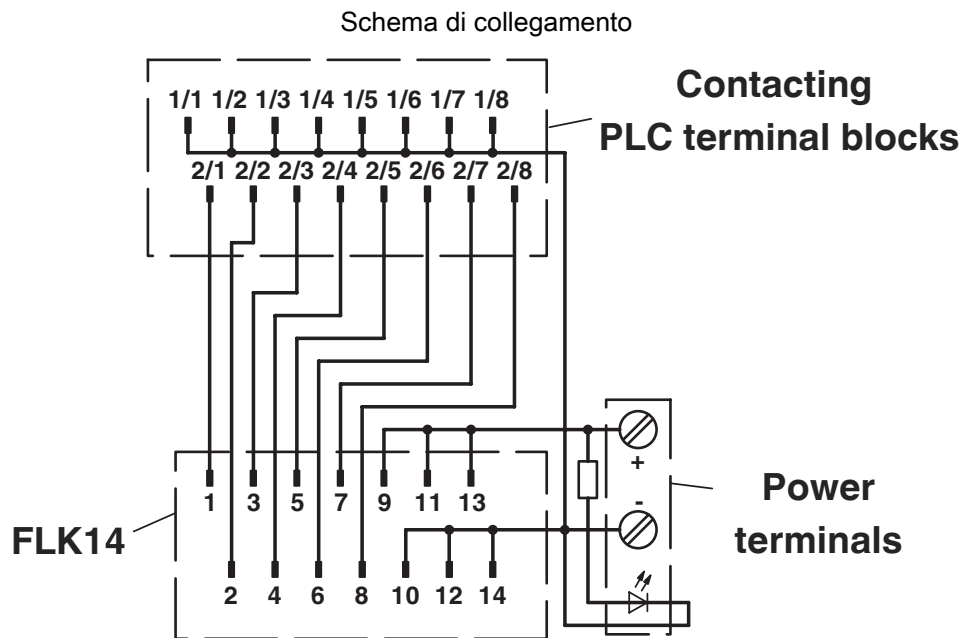 Schema di collegamento
1/1 1/2 1/3 1/4 1/5 1/6 1/7 1/8
Contacting
PLC terminal blocks
2/1 2/2 2/3 2/4 2/5 2/6 2/7 2/8
+
1 3 5 7 9 11 13
-
Power
terminals
FLK14
2 4 6 8 10 12 14